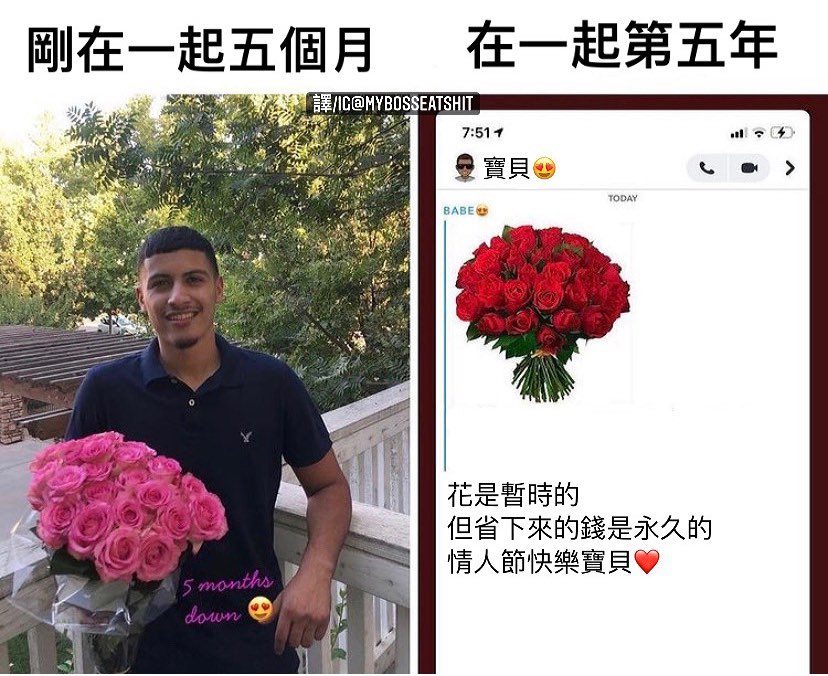 剛在一起五個月
在一起第五年
譯/IG@MYBOSSEATSHIT
7:51
寶貝😍
TODAY
BABE😍
5 months
down 😍
花是暫時的
但省下來的錢是永久的
情人節快樂寶貝❤️